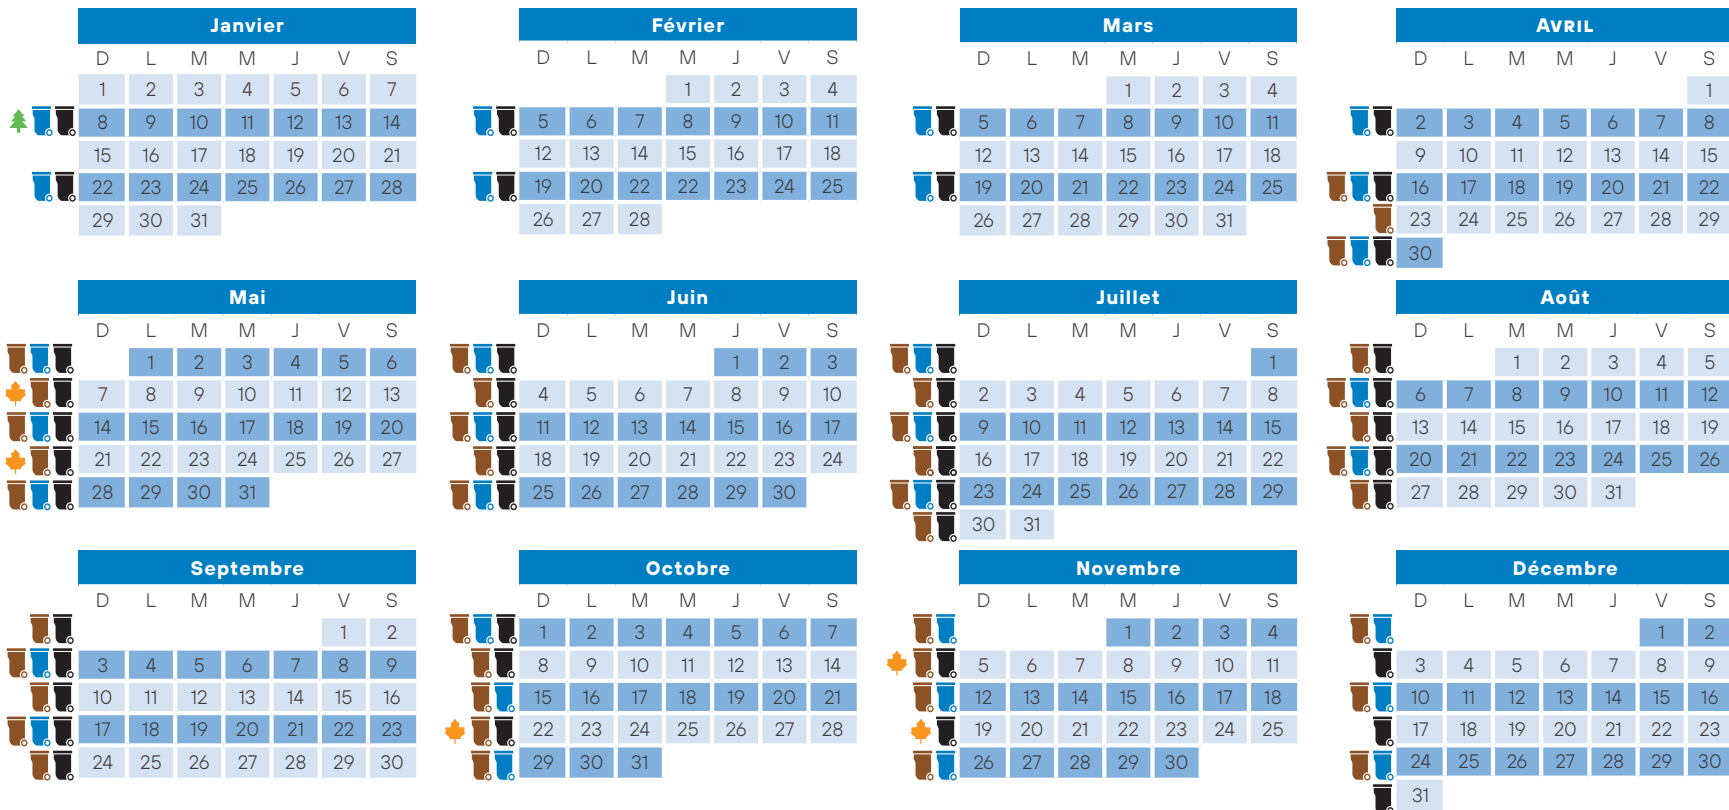 Janvier
D L M M J V S
1 2 3 4 5 6 7
8 9 10 11 12 13 14
15 16 17 18 19 20 21
22 23 24 25 26 27 28
29 30 31
Février
D L M M J V S
1 2 3 4
5 6 7 8 9 10 11
12 13 14 15 16 17 18
19 20 22 22 23 24 25
26 27 28
Mars
D L M M J V S
1 2 3 4
5 6 7 8 9 10 11
12 13 14 15 16 17 18
19 20 21 22 23 24 25
26 27 28 29 30 31
AVRIL
D L M M J V S
1
2 3 4 5 6 7 8
9 10 11 12 13 14 15
16 17 18 19 20 21 22
23 24 25 26 27 28 29
30
Mai
D L M M J V S
1 2 3 4 5 6
7 8 9 10 11 12 13
14 15 16 17 18 19 20
21 22 23 24 25 26 27
28 29 30 31
Juin
D L M M J V S
1 2 3
4 5 6 7 8 9 10
11 12 13 14 15 16 17
18 19 20 21 22 23 24
25 26 27 28 29 30
Juillet
D L M M J V S
1
2 3 4 5 6 7 8
9 10 11 12 13 14 15
16 17 18 19 20 21 22
23 24 25 26 27 28 29
30 31
Août
D L M M J V S
1 2 3 4 5
6 7 8 9 10 11 12
13 14 15 16 17 18 19
20 21 22 23 24 25 26
27 28 29 30 31
Septembre
D L M M J V S
1 2
3 4 5 6 7 8 9
10 11 12 13 14 15 16
17 18 19 20 21 22 23
24 25 26 27 28 29 30
Octobre
D L M M J V S
1 2 3 4 5 6 7
8 9 10 11 12 13 14
15 16 17 18 19 20 21
22 23 24 25 26 27 28
29 30 31
Novembre
D L M M J V S
1 2 3 4
5 6 7 8 9 10 11
12 13 14 15 16 17 18
19 20 21 22 23 24 25
26 27 28 29 30
Décembre
D L M M J V S
1 2
3 4 5 6 7 8 9
10 11 12 13 14 15 16
17 18 19 20 21 22 23
24 25 26 27 28 29 30
31